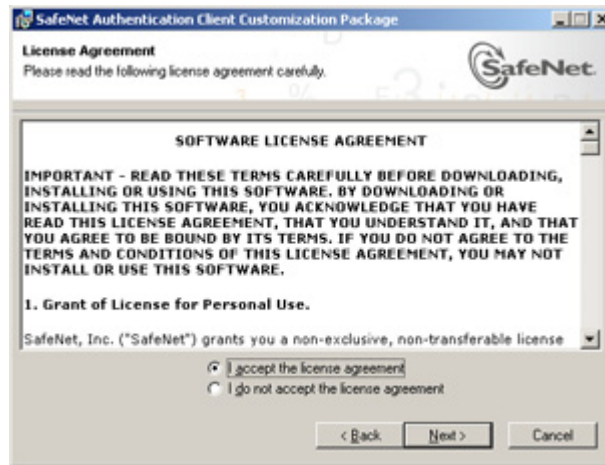 SafeNet Authentication Client Customization Package
License Agreement
Please read the following license agreement carefully.
SafeNet.
SOFTWARE LICENSE AGREEMENT
IMPORTANT - READ THESE TERMS CAREFULLY BEFORE DOWNLOADING,
INSTALLING OR USING THIS SOFTWARE. BY DOWNLOADING OR
INSTALLING THIS SOFTWARE, YOU ACKNOWLEDGE THAT YOU HAVE
READ THIS LICENSE AGREEMENT, THAT YOU UNDERSTAND IT, AND THAT
YOU AGREE TO BE BOUND BY ITS TERMS. IF YOU DO NOT AGREE TO THE
TERMS AND CONDITIONS OF THIS LICENSE AGREEMENT, YOU MAY NOT
INSTALL OR USE THIS SOFTWARE.
1. Grant of License for Personal Use.
SafeNet, Inc. ("SafeNet") grants you a non-exclusive, non-transferable license
I accept the license agreement
I do not accept the license agreement
< Back Next > Cancel